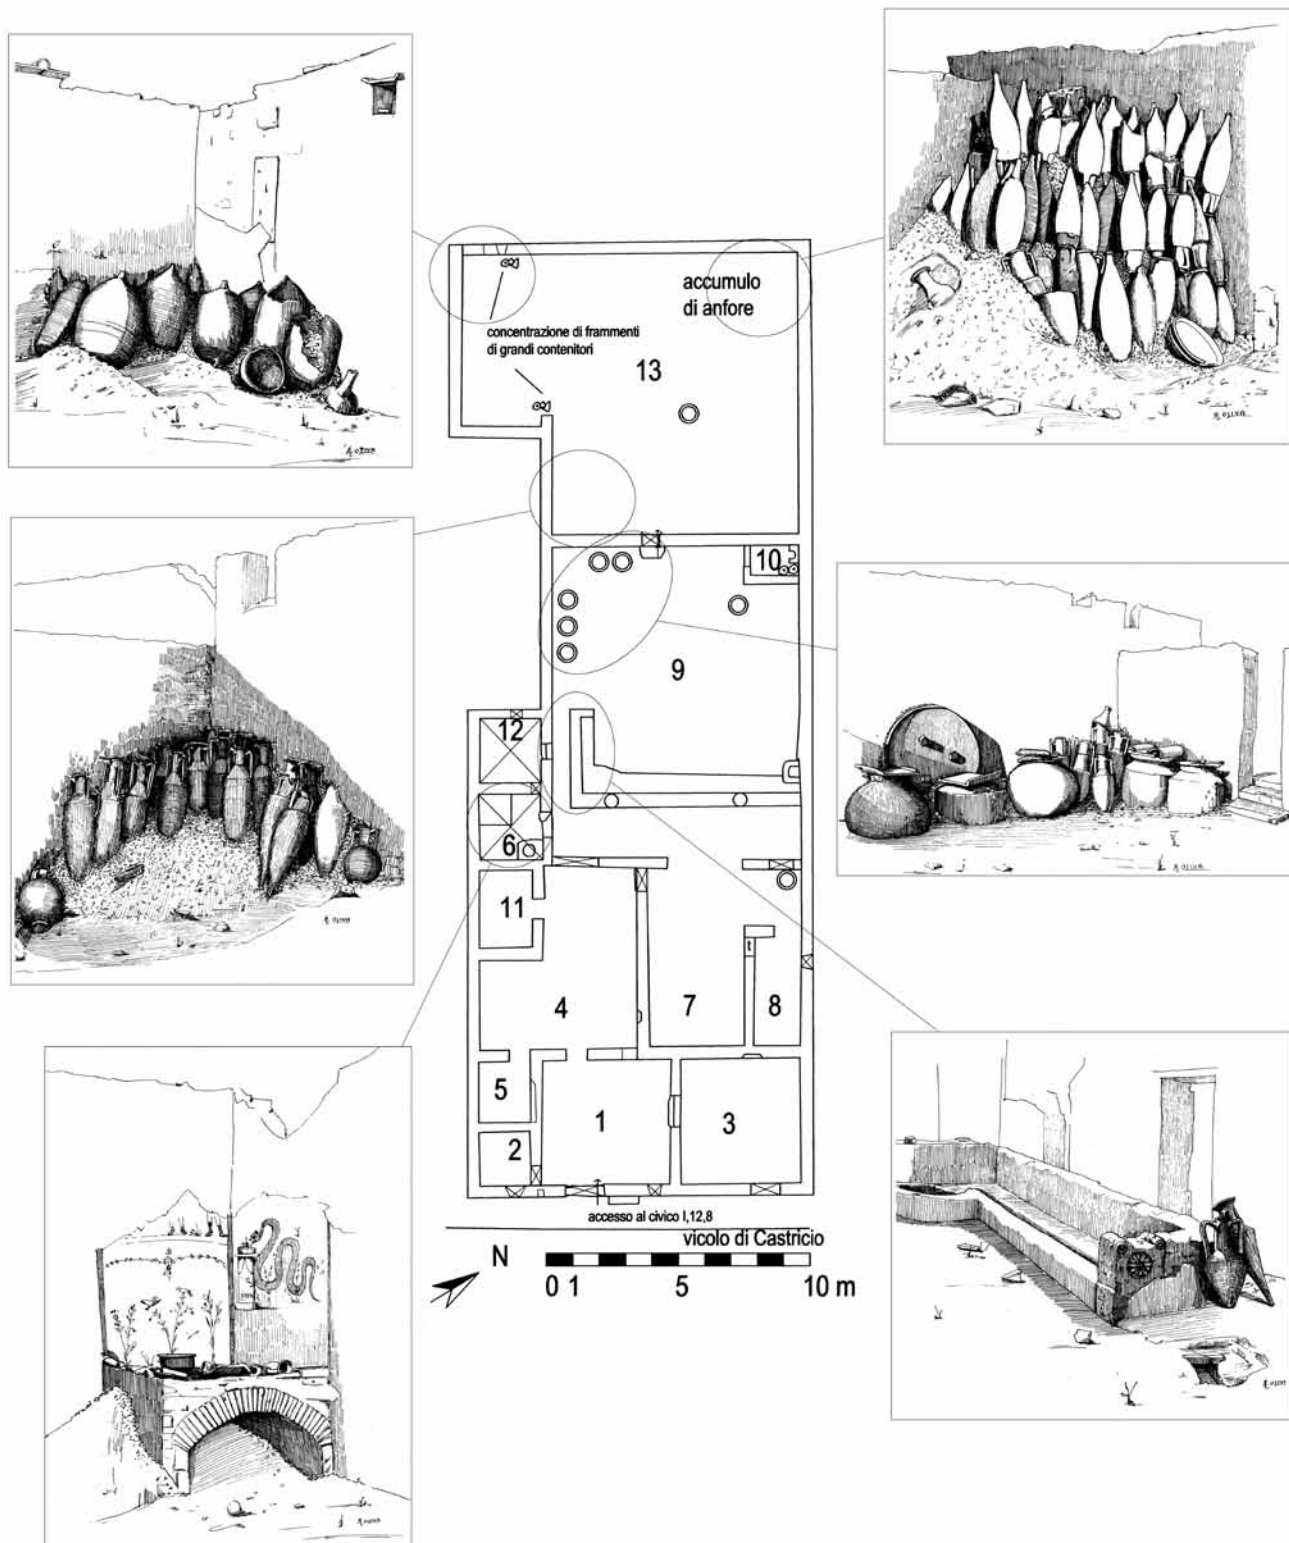 accumulo
di anfore
concentrazione di frammenti
di grandi contenitori
13
10
9
12
6
11
4
7
8
t
5
1
3
2
accesso al civico I,12,8
vicolo di Castricio
N
0 1 5 10 m